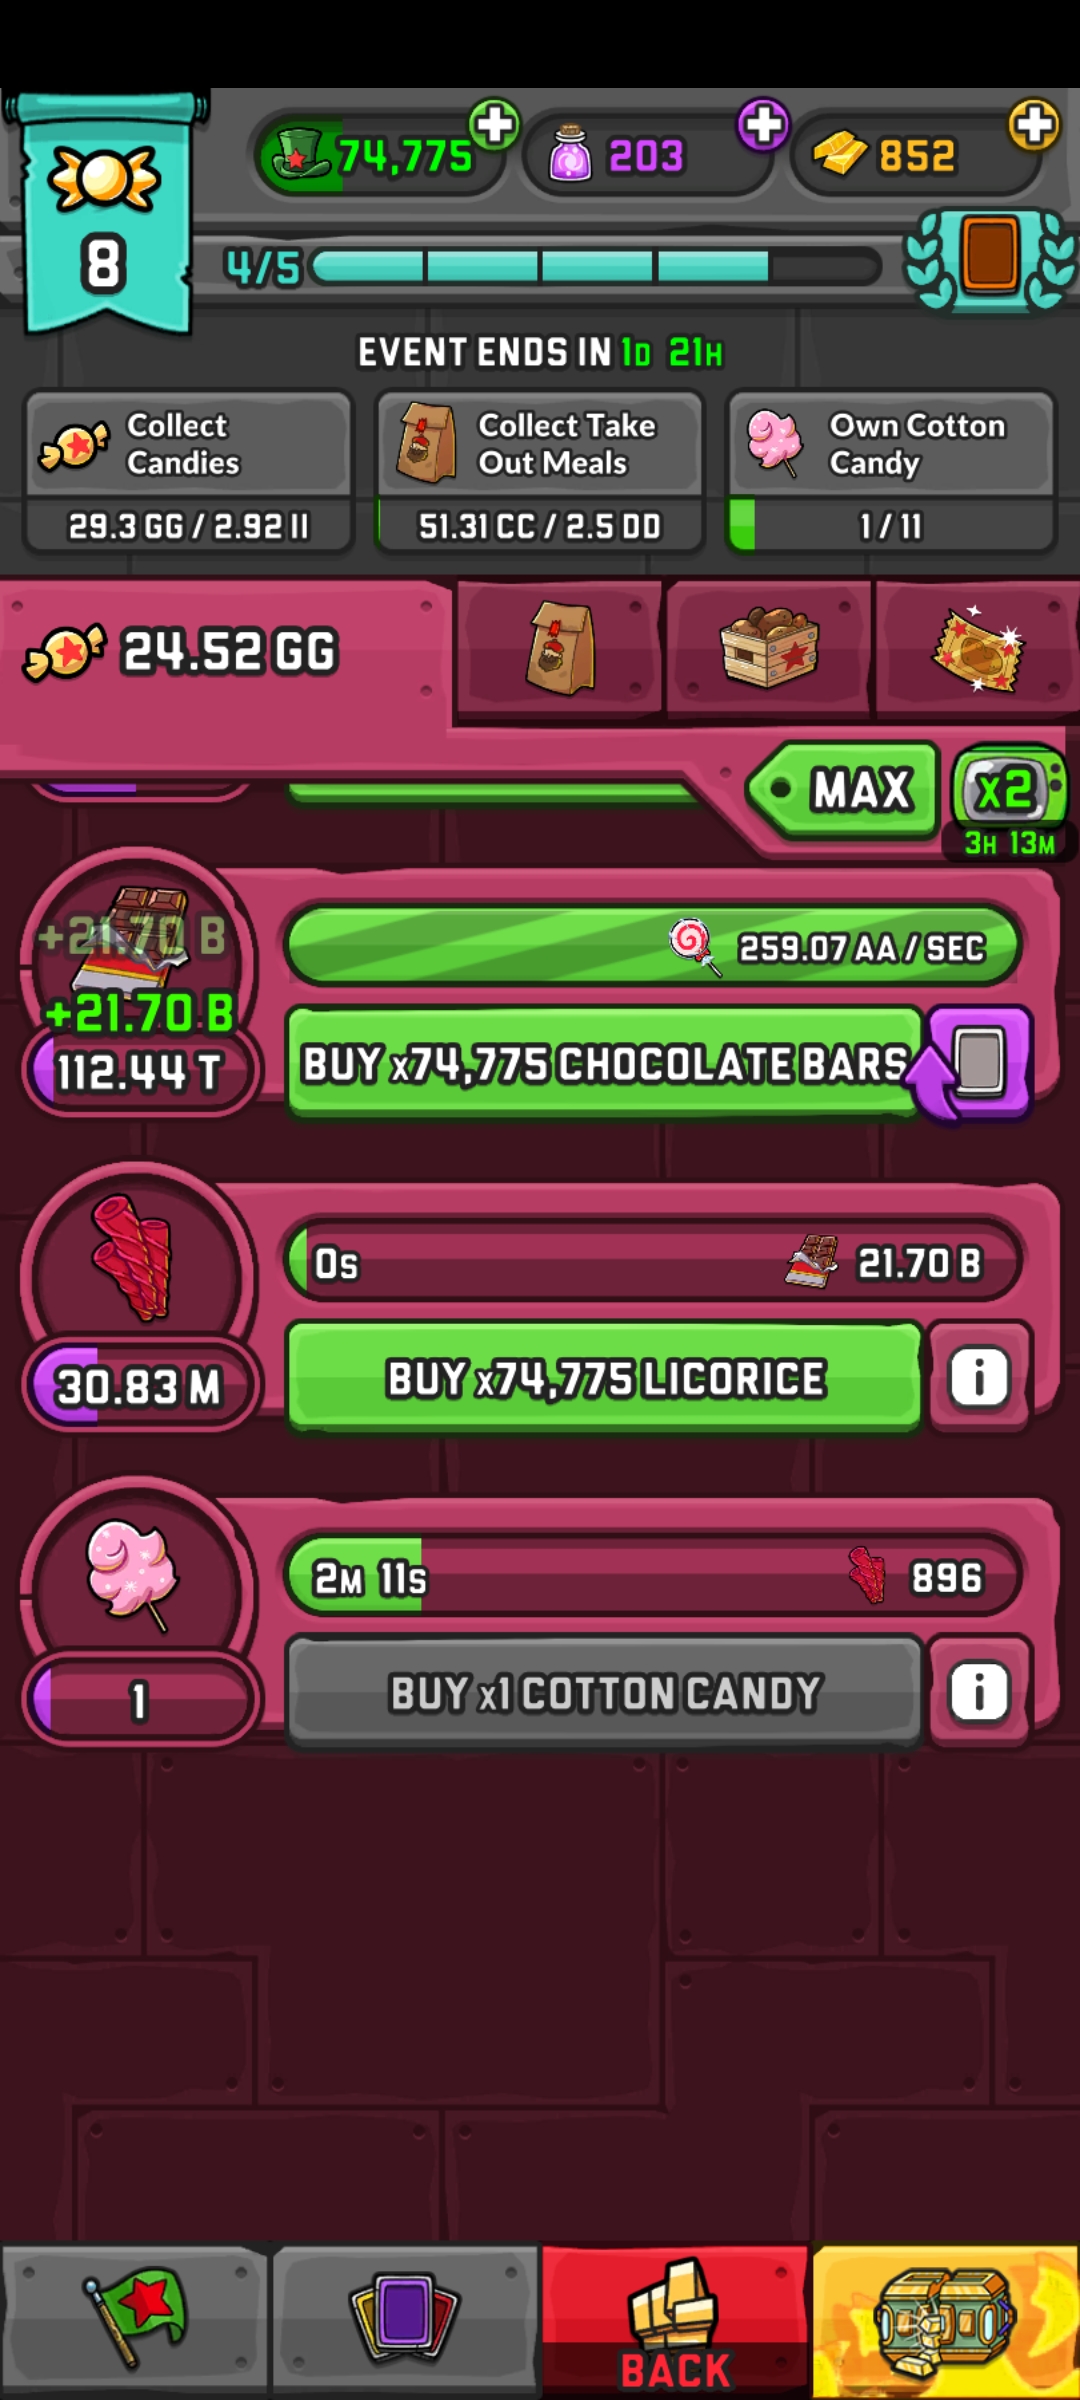 74,775
203
852
8
4/5
EVENT ENDS IN 1D 21H
Collect
Candies
29.3 GG / 2.92 II
Collect Take
Out Meals
51.31 CC / 2.5 DD
Own Cotton
Candy
1 / 11
24.52 GG
MAX
x2
3H 13M
+21.70 B
+21.70 B
112.44 T
259.07 AA / SEC
BUY x74,775 CHOCOLATE BARS
0s
21.70 B
30.83 M
BUY x74,775 LICORICE
i
2M 11s
896
1
BUY x1 COTTON CANDY
i
BACK